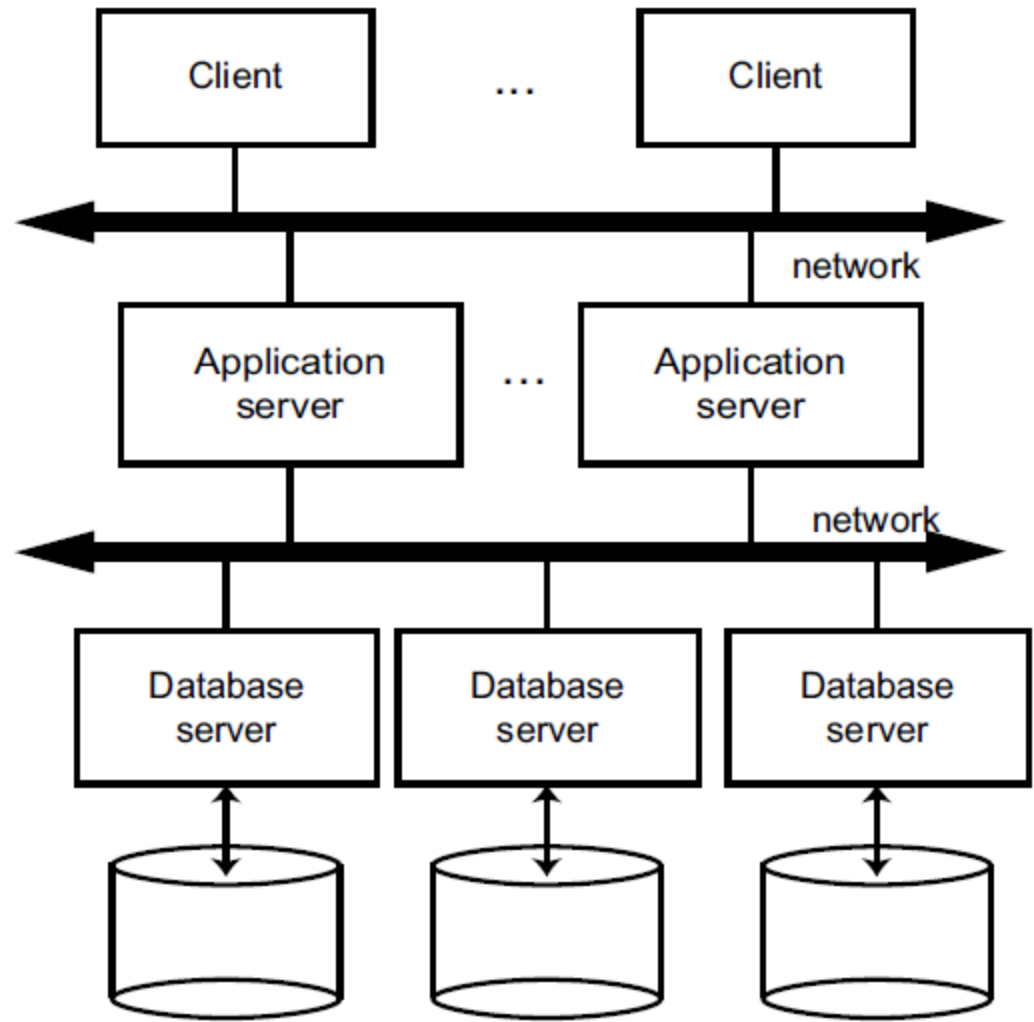 Client
...
Client
network
Application
server
...
Application
server
network
Database
server
Database
server
Database
server